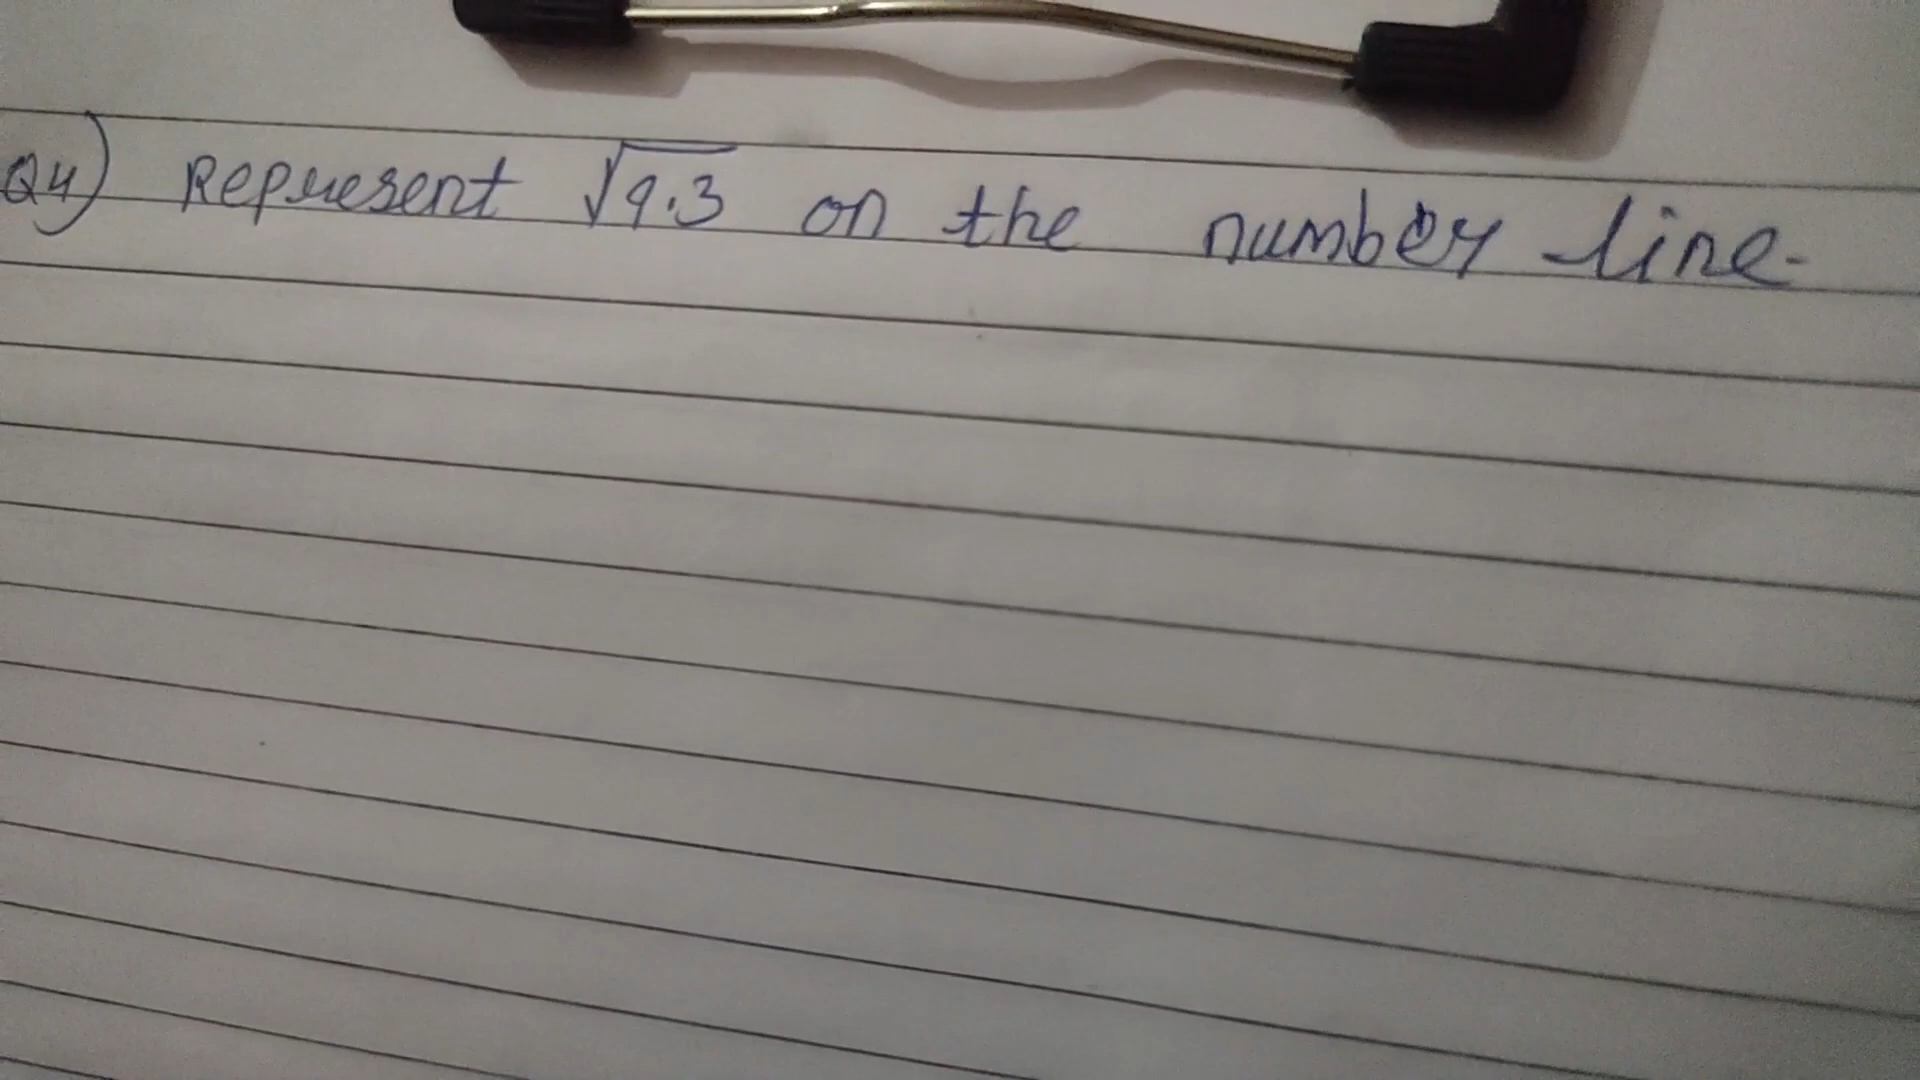 Q4) Represent √9.3 on the number line.